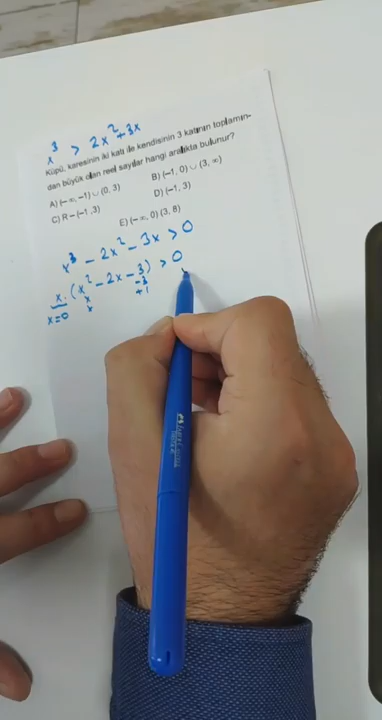 x³ > 2x² + 3x
Küpü, karesinin iki katı ile kendisinin 3 katının toplamın-
dan büyük olan reel sayılar hangi aralıkta bulunur?
A) (-∞, -1) ∪ (0, 3)
B) (-1, 0) ∪ (3, ∞)
C) R – (-1, 3)
D) (-1, 3)
E) (-∞, 0) (3, 8)
x³ - 2x² - 3x > 0
x. (x² - 2x - 3) > 0
x -3
x=0 x +1